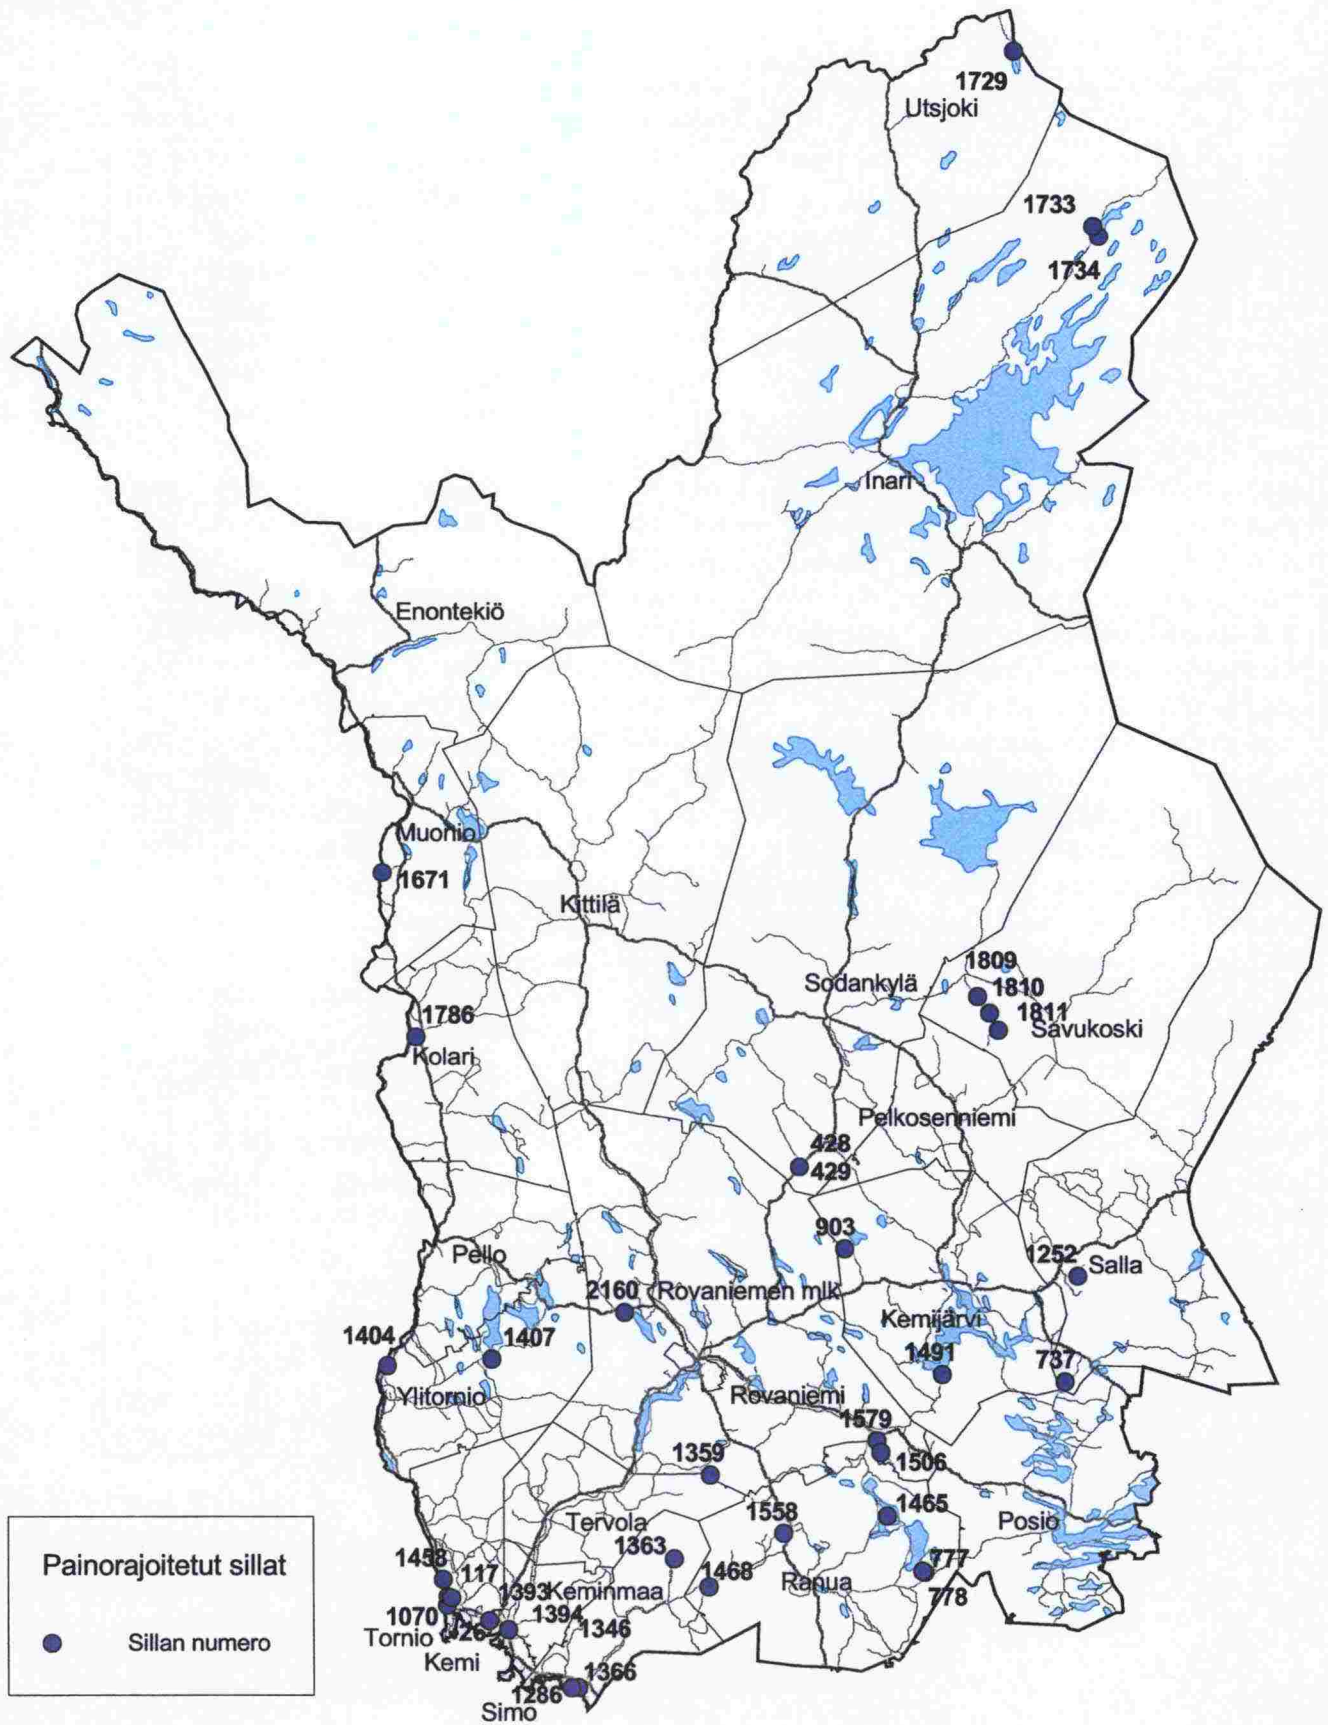 1729
Utsjoki
1733
1734
Inari
Enontekiö
Muonio
1671
Kittilä
1809
Sodankylä
1810
1811
Savukoski
1786
Kolari
Pelkosenniemi
428
429
903
Pello
1252
Salla
2160
Rovaniemen mlk
Kemijärvi
1404
1407
1491
737
Ylitornio
Rovaniemi
1579
1506
1359
1465
1558
Tervola
Posio
1363
1458
117
1393
Keminmaa
1468
Ranua
777
778
1070
1394
1346
Tornio
Kemi
1366
1286
Simo
Painorajoitetut sillat
Sillan numero